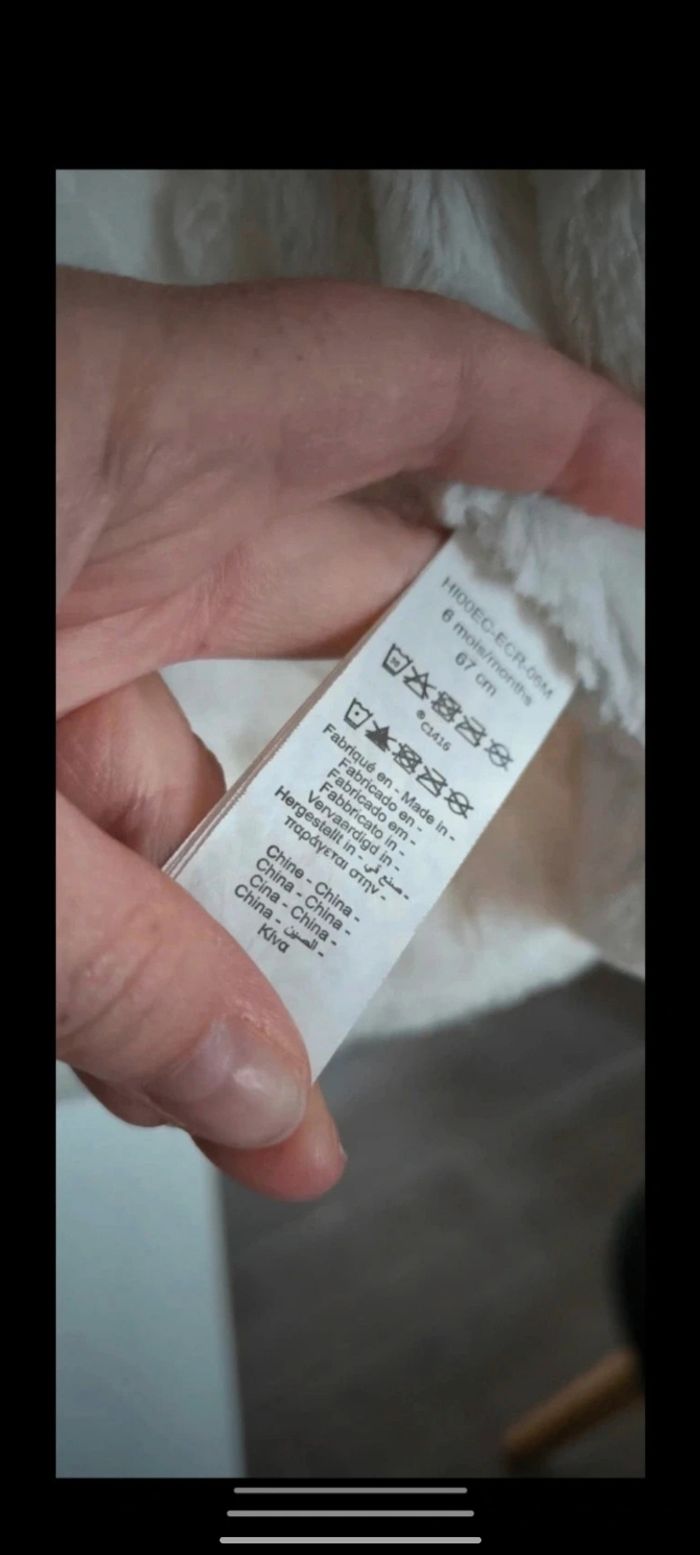 HI00EC-ECR-06M
6 mois/months
67 cm
30
® C1416
Fabriqué en - Made in -
Fabricado en -
Fabricado em -
Fabbricato in -
Vervaardigd in -
Hergestellt in - صنع في -
παράγεται στην -
Chine - China -
China - China -
Cina - China -
China - الصين -
Κίνα